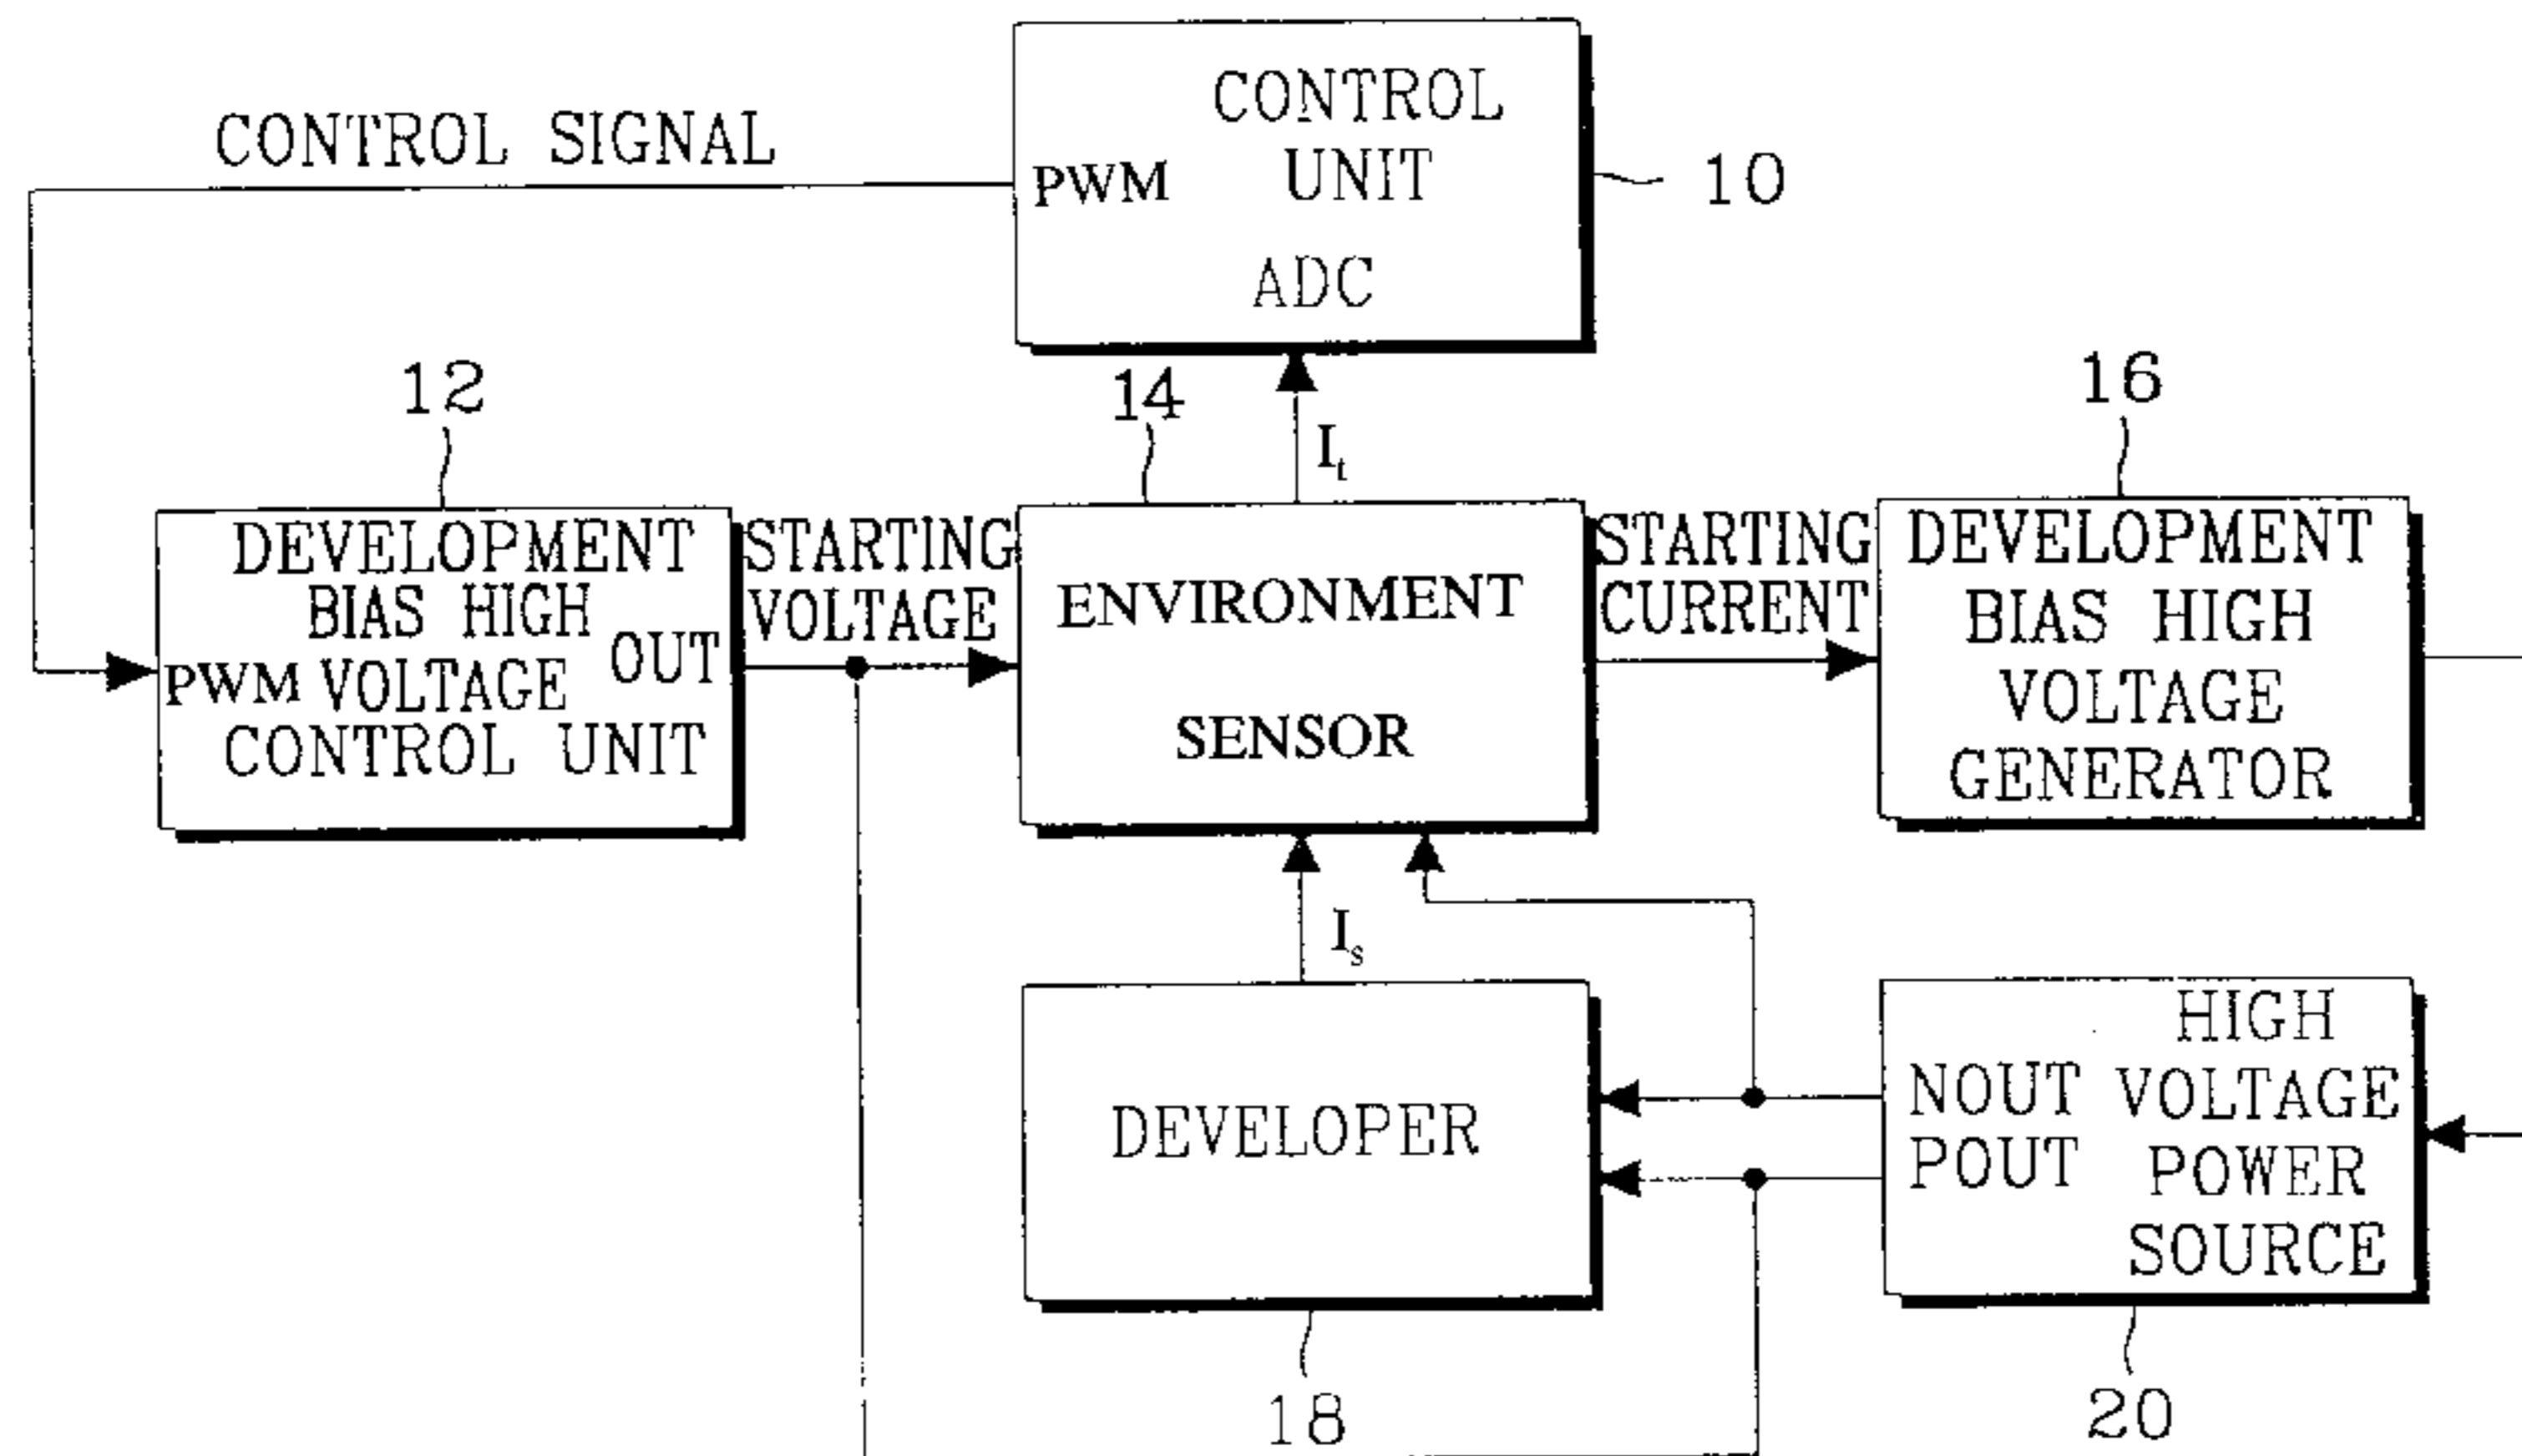 CONTROL
UNIT
PWM
ADC
10
CONTROL SIGNAL
12
14
16
I_t
DEVELOPMENT
BIAS HIGH
OUT
PWM VOLTAGE
CONTROL UNIT
STARTING
VOLTAGE
ENVIRONMENT
SENSOR
STARTING
CURRENT
DEVELOPMENT
BIAS HIGH
VOLTAGE
GENERATOR
I_s
DEVELOPER
HIGH
NOUT VOLTAGE
POUT POWER
SOURCE
18
20